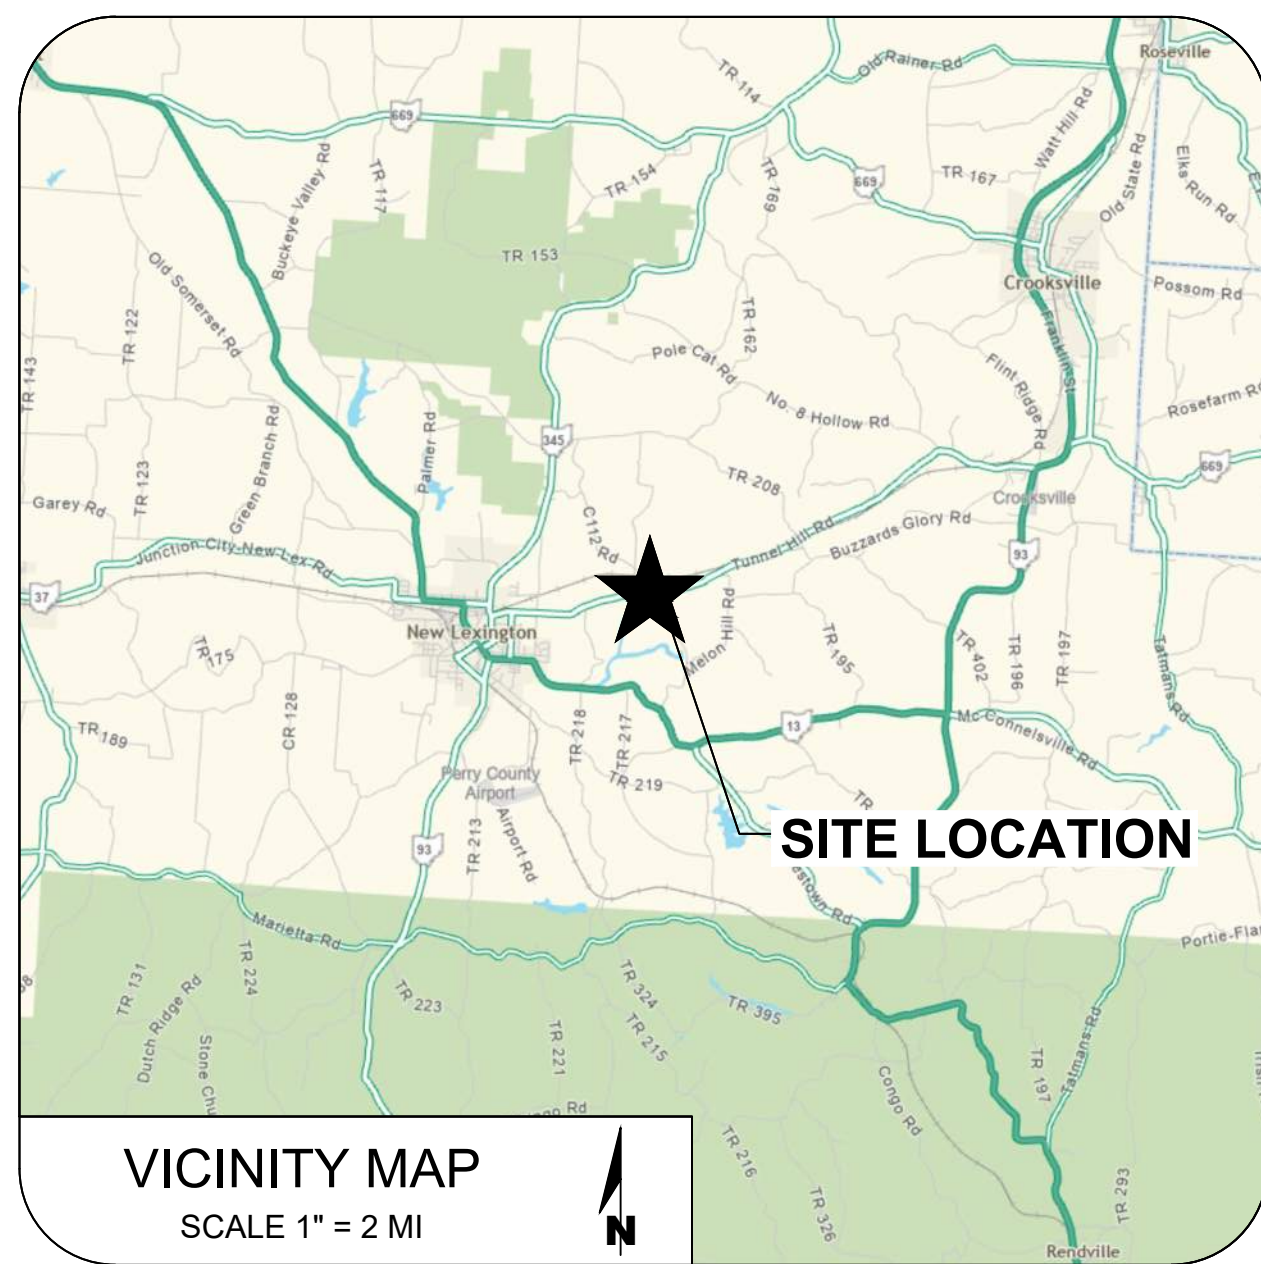 Roseville
Old Rainer Rd
TR 114
Watt Hill Rd
669
Buckeye Valley Rd
TR 117
TR 154
TR 169
669
TR 167
Old State Rd
Elks Run Rd
TR 153
Old Somerset Rd
Crooksville
Possom Rd
TR 122
TR 162
Franklin St
TR 143
Pole Cat Rd
Flint Ridge Rd
No. 8 Hollow Rd
Rosefarm Rd
Green Branch Rd
Palmer Rd
345
TR 123
TR 208
669
Garey Rd
Crooksville
C112 Rd
Tunnel Hill Rd
Buzzards Glory Rd
Junction City-New Lex Rd
93
37
New Lexington
Melon Hill Rd
TR 175
TR 195
TR 402
TR 196
TR 197
Tatmans Rd
TR 189
CR 128
TR 218
TR 217
13
Mc Connelsville Rd
Perry County
Airport
TR 219
TR
Airport Rd
TR 213
93
SITE LOCATION
estown Rd
Marietta Rd
Portie-Fla
TR 224
TR 131
Dutch Ridge Rd
TR 223
TR 324
TR 395
TR 215
Stone Chu
TR 221
TR 197
Tatmans Rd
Congo Rd
Rd
TR 216
TR 326
TR 293
Rendville
VICINITY MAP
SCALE 1" = 2 MI
N